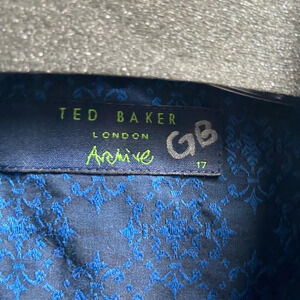 TED BAKER
LONDON
Archive
GB
17